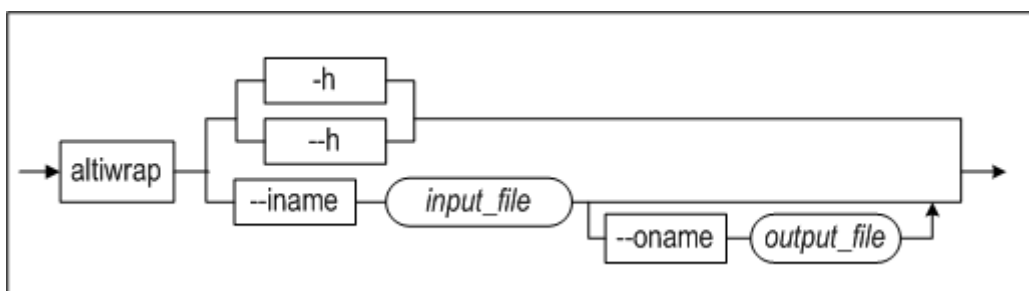 -h
altiwrap
--h
--iname
input_file
--oname
output_file